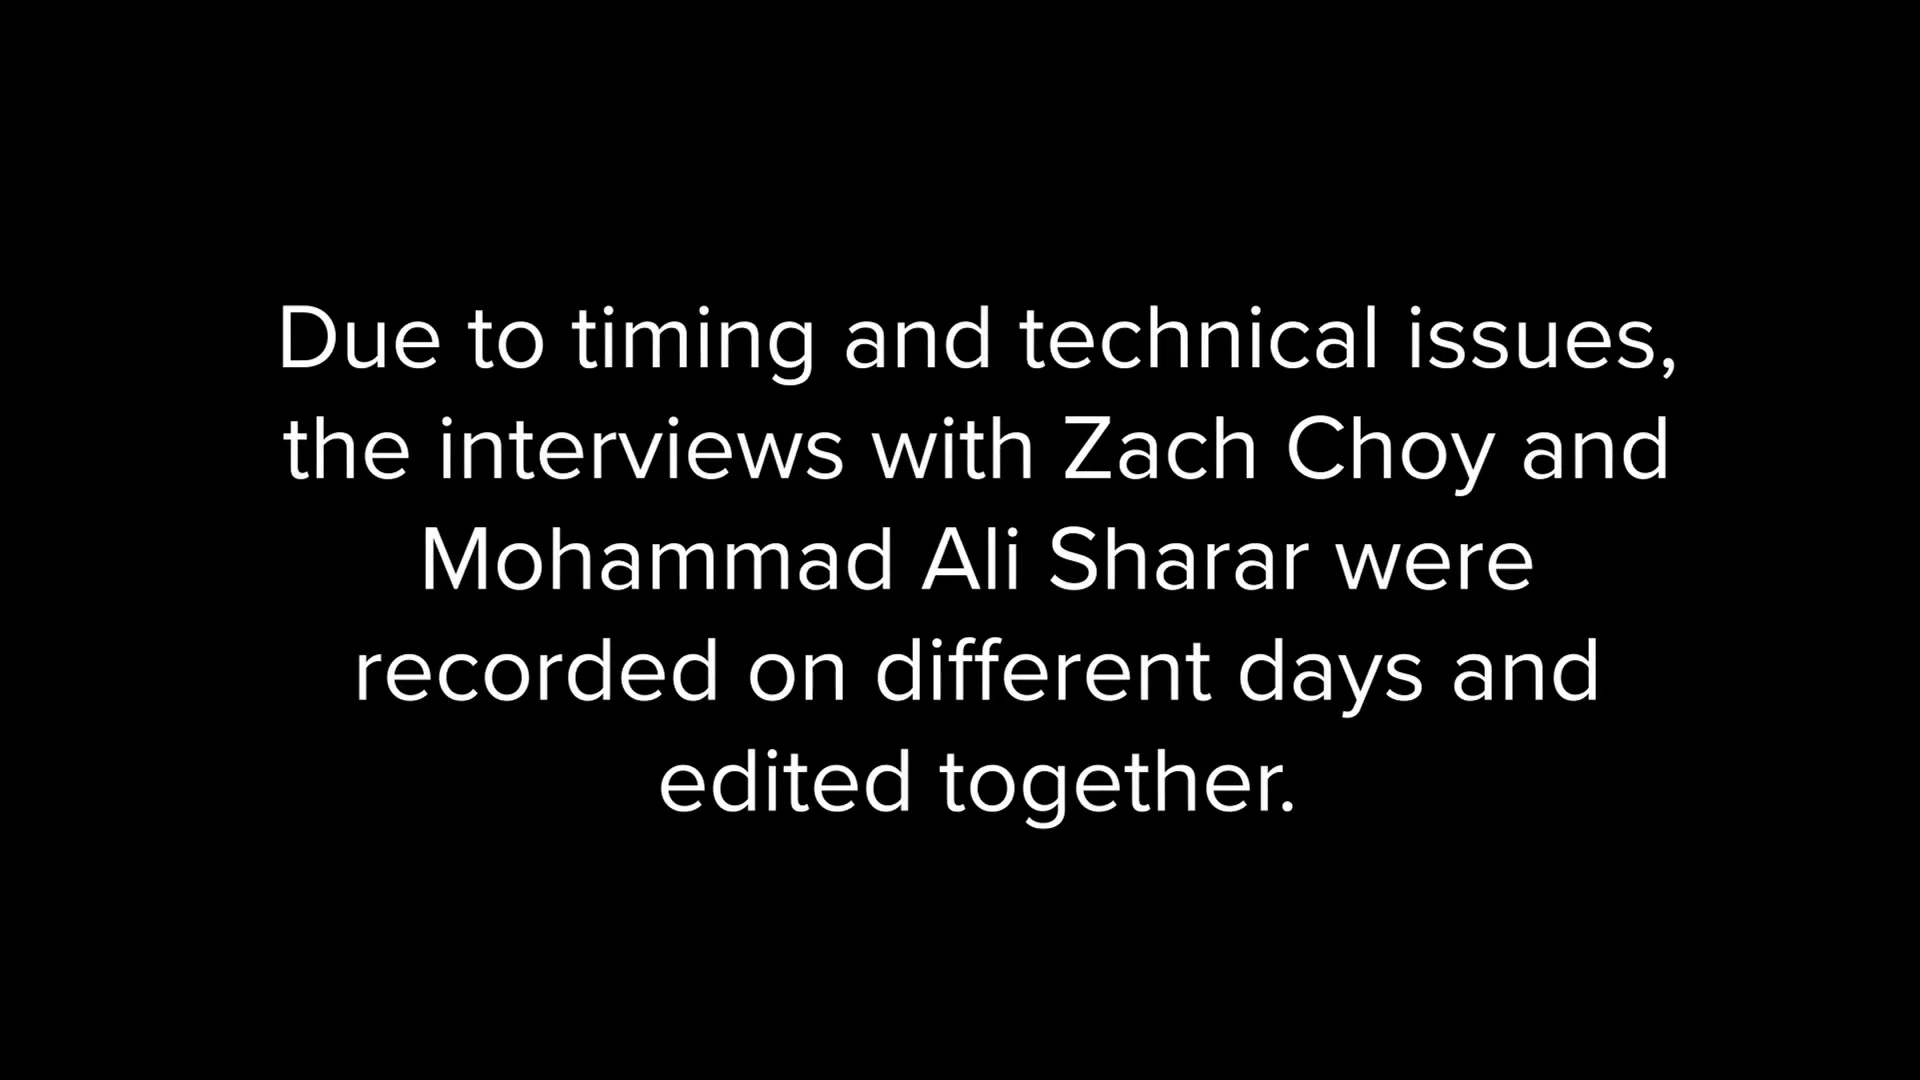 Due to timing and technical issues,
the interviews with Zach Choy and
Mohammad Ali Sharar were
recorded on different days and
edited together.